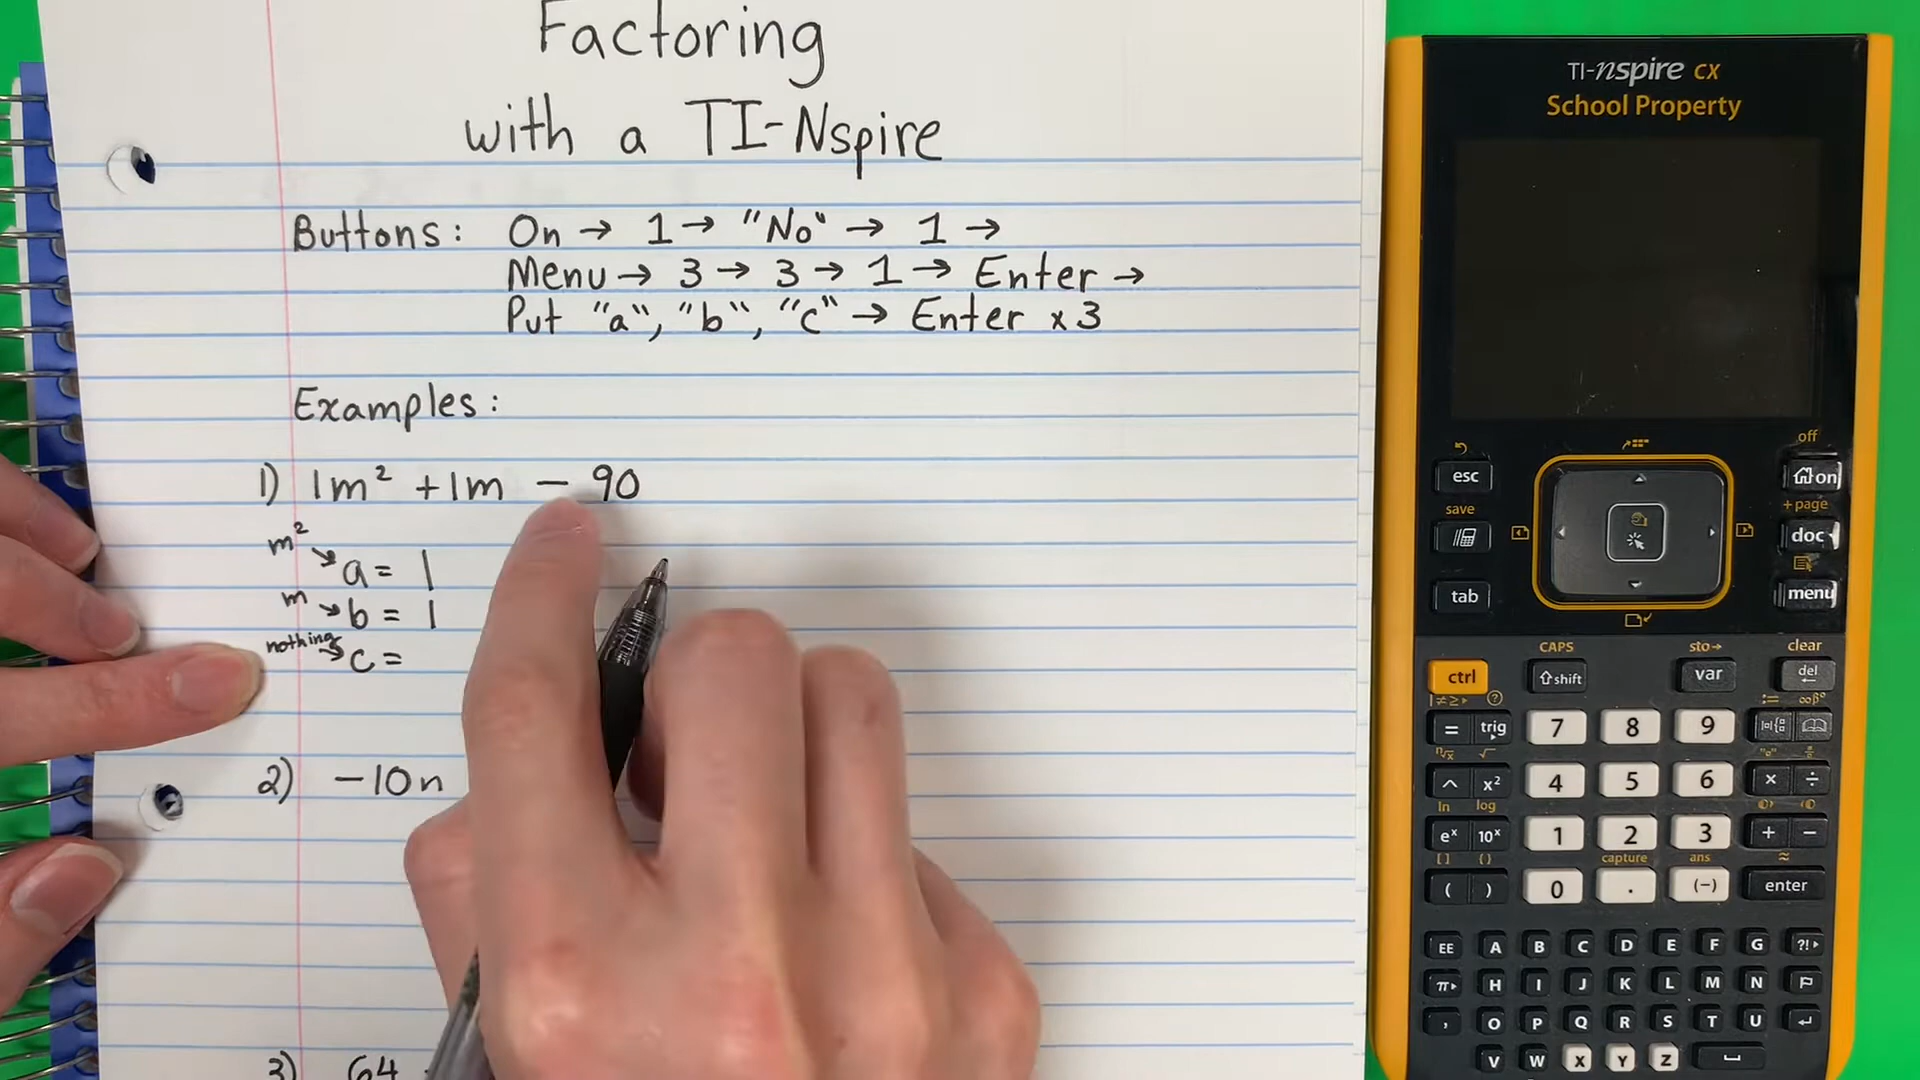 Factoring
with a TI-Nspire
Buttons: On → 1 → "No" → 1 →
Menu → 3 → 3 → 1 → Enter →
Put "a", "b", "c" → Enter x3
Examples:
1) 1m² + 1m - 90
m² → a = 1
m → b = 1
nothing → c =
2) -10n
3) 64
TI-nspire CX
School Property
off
esc
on
+page
save
doc
tab
menu
CAPS
sto→
clear
ctrl
shift
var
del
= trig 7 8 9
^ x² 4 5 6 × ÷
ln log
eˣ 10ˣ 1 2 3 + −
[] {} capture ans ≈
( ) 0 . (−) enter
EE A B C D E F G ?!▸
π▸ H I J K L M N
, O P Q R S T U
V W X Y Z